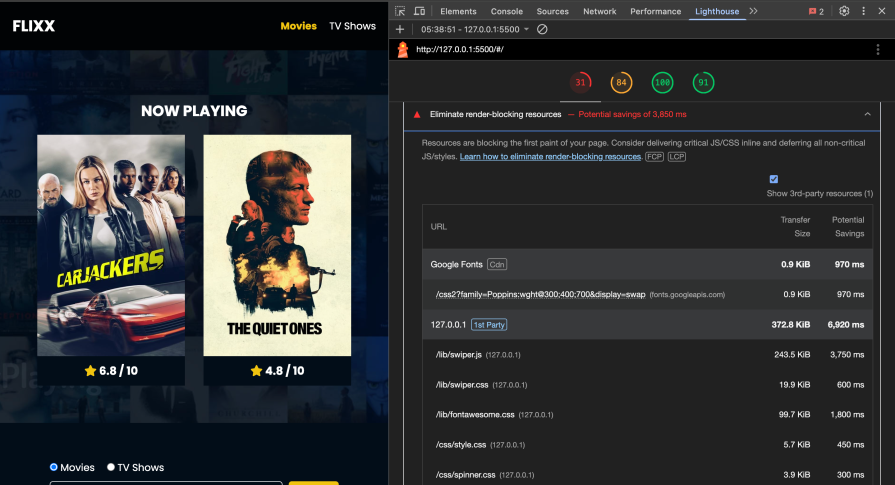 FLIXX
Movies TV Shows
NOW PLAYING
CARJACKERS
THE QUIET ONES
6.8 / 10
4.8 / 10
Movies TV Shows
Elements Console Sources Network Performance Lighthouse 2
05:38:51 - 127.0.0.1:5500
http://127.0.0.1:5500/#/
31 84 100 91
Eliminate render-blocking resources — Potential savings of 3,850 ms
Resources are blocking the first paint of your page. Consider delivering critical JS/CSS inline and deferring all non-critical
JS/styles. Learn how to eliminate render-blocking resources. FCP LCP
Show 3rd-party resources (1)
URL Transfer Size Potential Savings
Google Fonts Cdn 0.9 KiB 970 ms
/css2?family=Poppins:wght@300;400;700&display=swap (fonts.googleapis.com) 0.9 KiB 970 ms
127.0.0.1 1st Party 372.8 KiB 6,920 ms
/lib/swiper.js (127.0.0.1) 243.5 KiB 3,750 ms
/lib/swiper.css (127.0.0.1) 19.9 KiB 600 ms
/lib/fontawesome.css (127.0.0.1) 99.7 KiB 1,800 ms
/css/style.css (127.0.0.1) 5.7 KiB 450 ms
/css/spinner.css (127.0.0.1) 3.9 KiB 300 ms